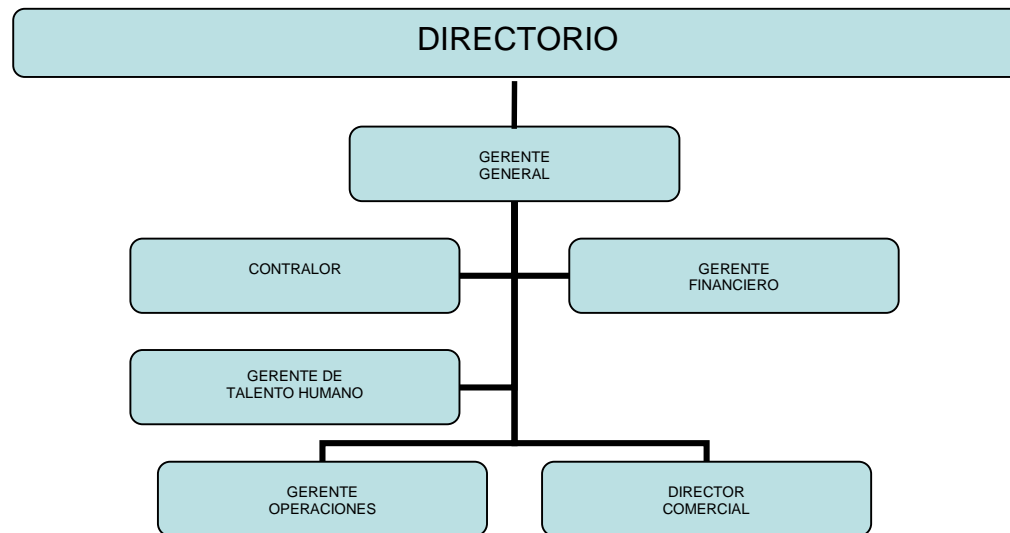 DIRECTORIO
GERENTE
GENERAL
CONTRALOR
GERENTE
FINANCIERO
GERENTE DE
TALENTO HUMANO
GERENTE
OPERACIONES
DIRECTOR
COMERCIAL